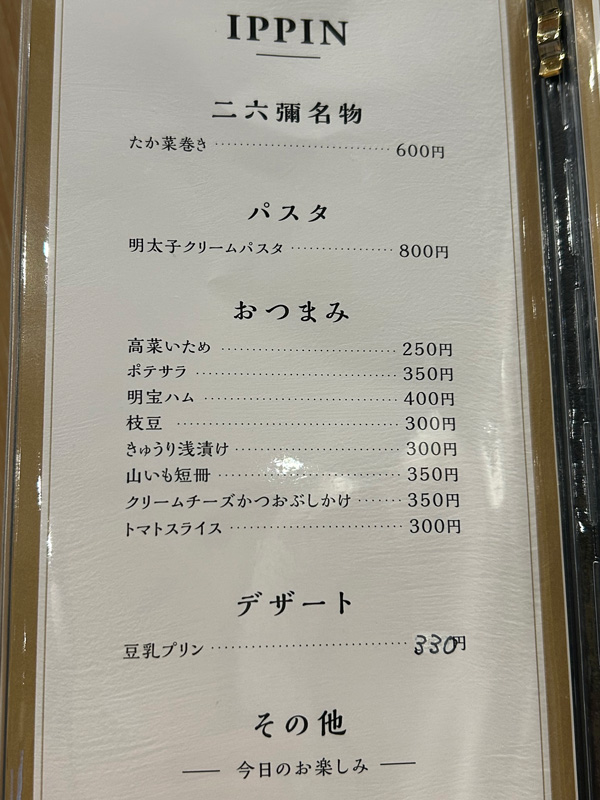 IPPIN
二六彌名物
たか菜巻き 600円
パスタ
明太子クリームパスタ 800円
おつまみ
高菜いため 250円
ポテサラ 350円
明宝ハム 400円
枝豆 300円
きゅうり浅漬け 300円
山いも短冊 350円
クリームチーズかつおぶしかけ 350円
トマトスライス 300円
デザート
豆乳プリン 330円
その他
今日のお楽しみ